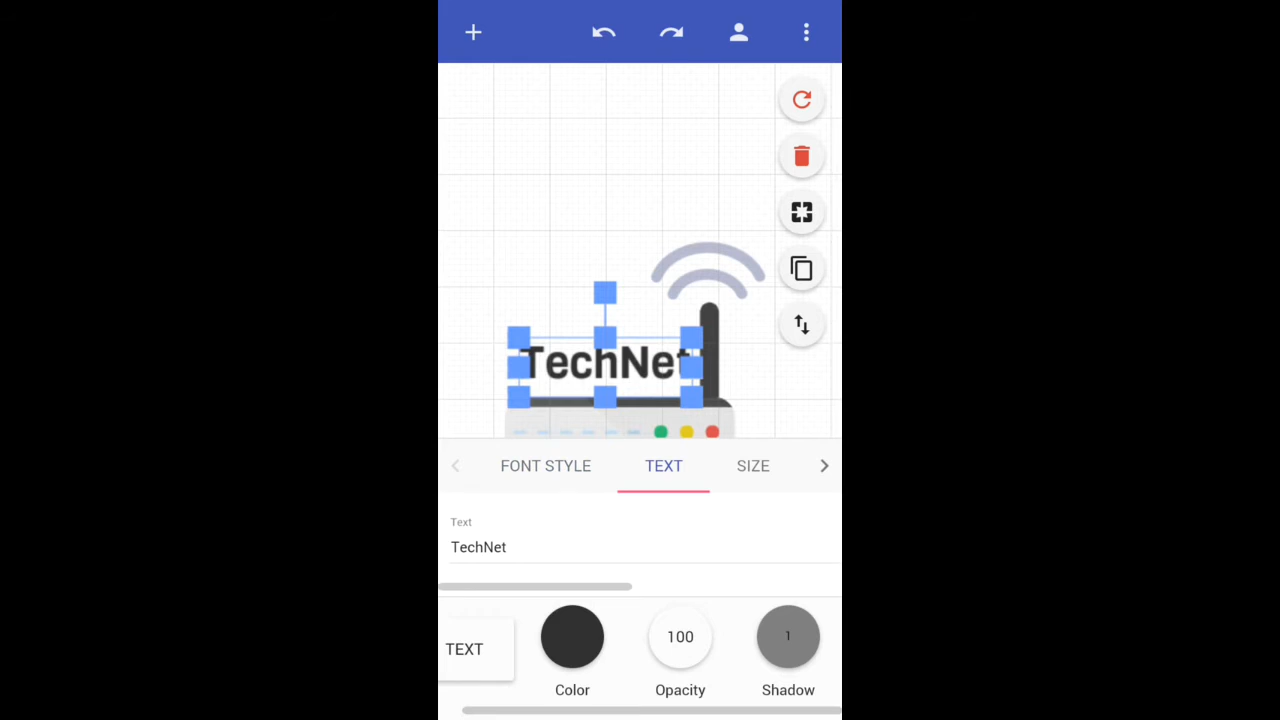 TechNet
FONT STYLE TEXT SIZE
Text
TechNet
TEXT 100 1
Color Opacity Shadow